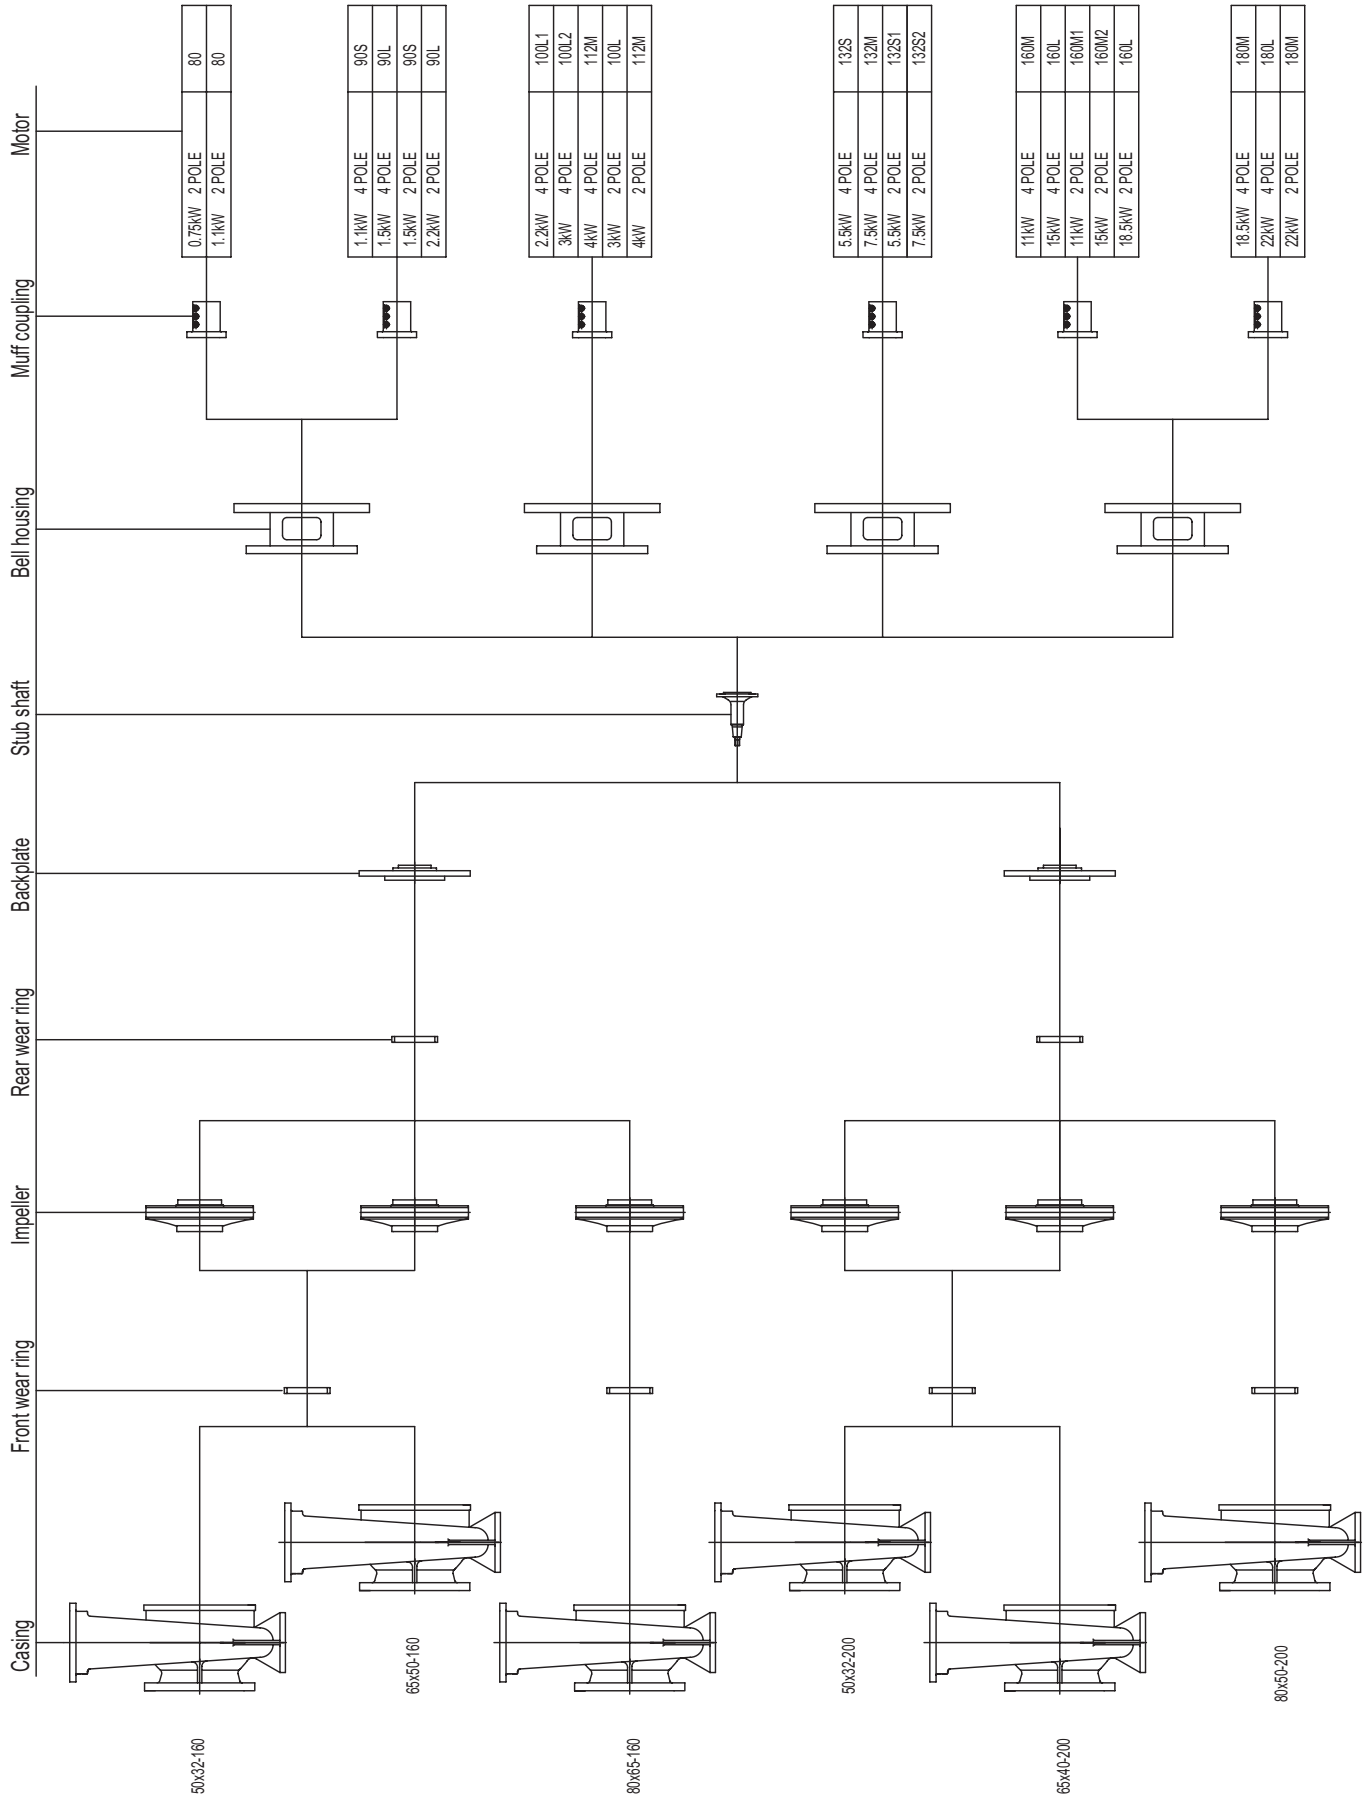 Casing
Front wear ring
Impeller
Rear wear ring
Backplate
Stub shaft
Bell housing
Muff coupling
Motor
0.75kW 2 POLE 80
1.1kW 2 POLE 80
1.1kW 4 POLE 90S
1.5kW 4 POLE 90L
1.5kW 2 POLE 90S
2.2kW 2 POLE 90L
2.2kW 4 POLE 100L1
3kW 4 POLE 100L2
4kW 4 POLE 112M
3kW 2 POLE 100L
4kW 2 POLE 112M
5.5kW 4 POLE 132S
7.5kW 4 POLE 132M
5.5kW 2 POLE 132S1
7.5kW 2 POLE 132S2
11kW 4 POLE 160M
15kW 4 POLE 160L
11kW 2 POLE 160M1
15kW 2 POLE 160M2
18.5kW 2 POLE 160L
18.5kW 4 POLE 180M
22kW 4 POLE 180L
22kW 2 POLE 180M
50x32-160
65x50-160
80x65-160
50x32-200
65x40-200
80x50-200